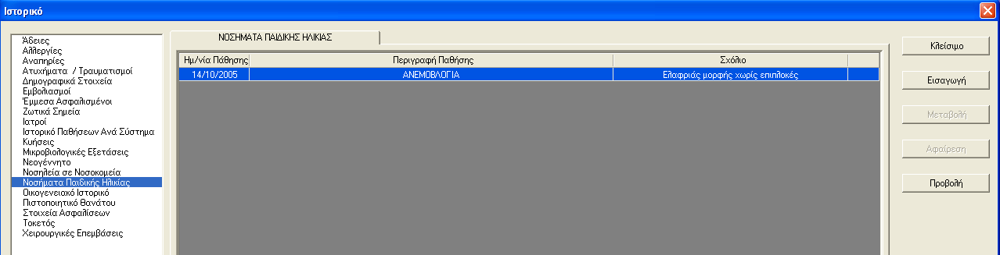 Ιστορικό
Άδειες
Αλλεργίες
Αναπηρίες
Ατυχήματα / Τραυματισμοί
Δημογραφικά Στοιχεία
Εμβολιασμοί
Έμμεσα Ασφαλισμένοι
Ζωτικά Σημεία
Ιατροί
Ιστορικό Παθήσεων Ανά Σύστημα
Κυήσεις
Μικροβιολογικές Εξετάσεις
Νεογέννητο
Νοσηλεία σε Νοσοκομεία
Νοσήματα Παιδικής Ηλικίας
Οικογενειακό Ιστορικό
Πιστοποιητικό Θανάτου
Στοιχεία Ασφαλίσεων
Τοκετός
Χειρουργικές Επεμβάσεις
ΝΟΣΗΜΑΤΑ ΠΑΙΔΙΚΗΣ ΗΛΙΚΙΑΣ
Ημ/νία Πάθησης Περιγραφή Παθήσης Σχόλιο
14/10/2005 ΑΝΕΜΟΒΛΟΓΙΑ Ελαφριάς μορφής χωρίς επιπλοκές
Κλείσιμο
Εισαγωγή
Μεταβολή
Αφαίρεση
Προβολή